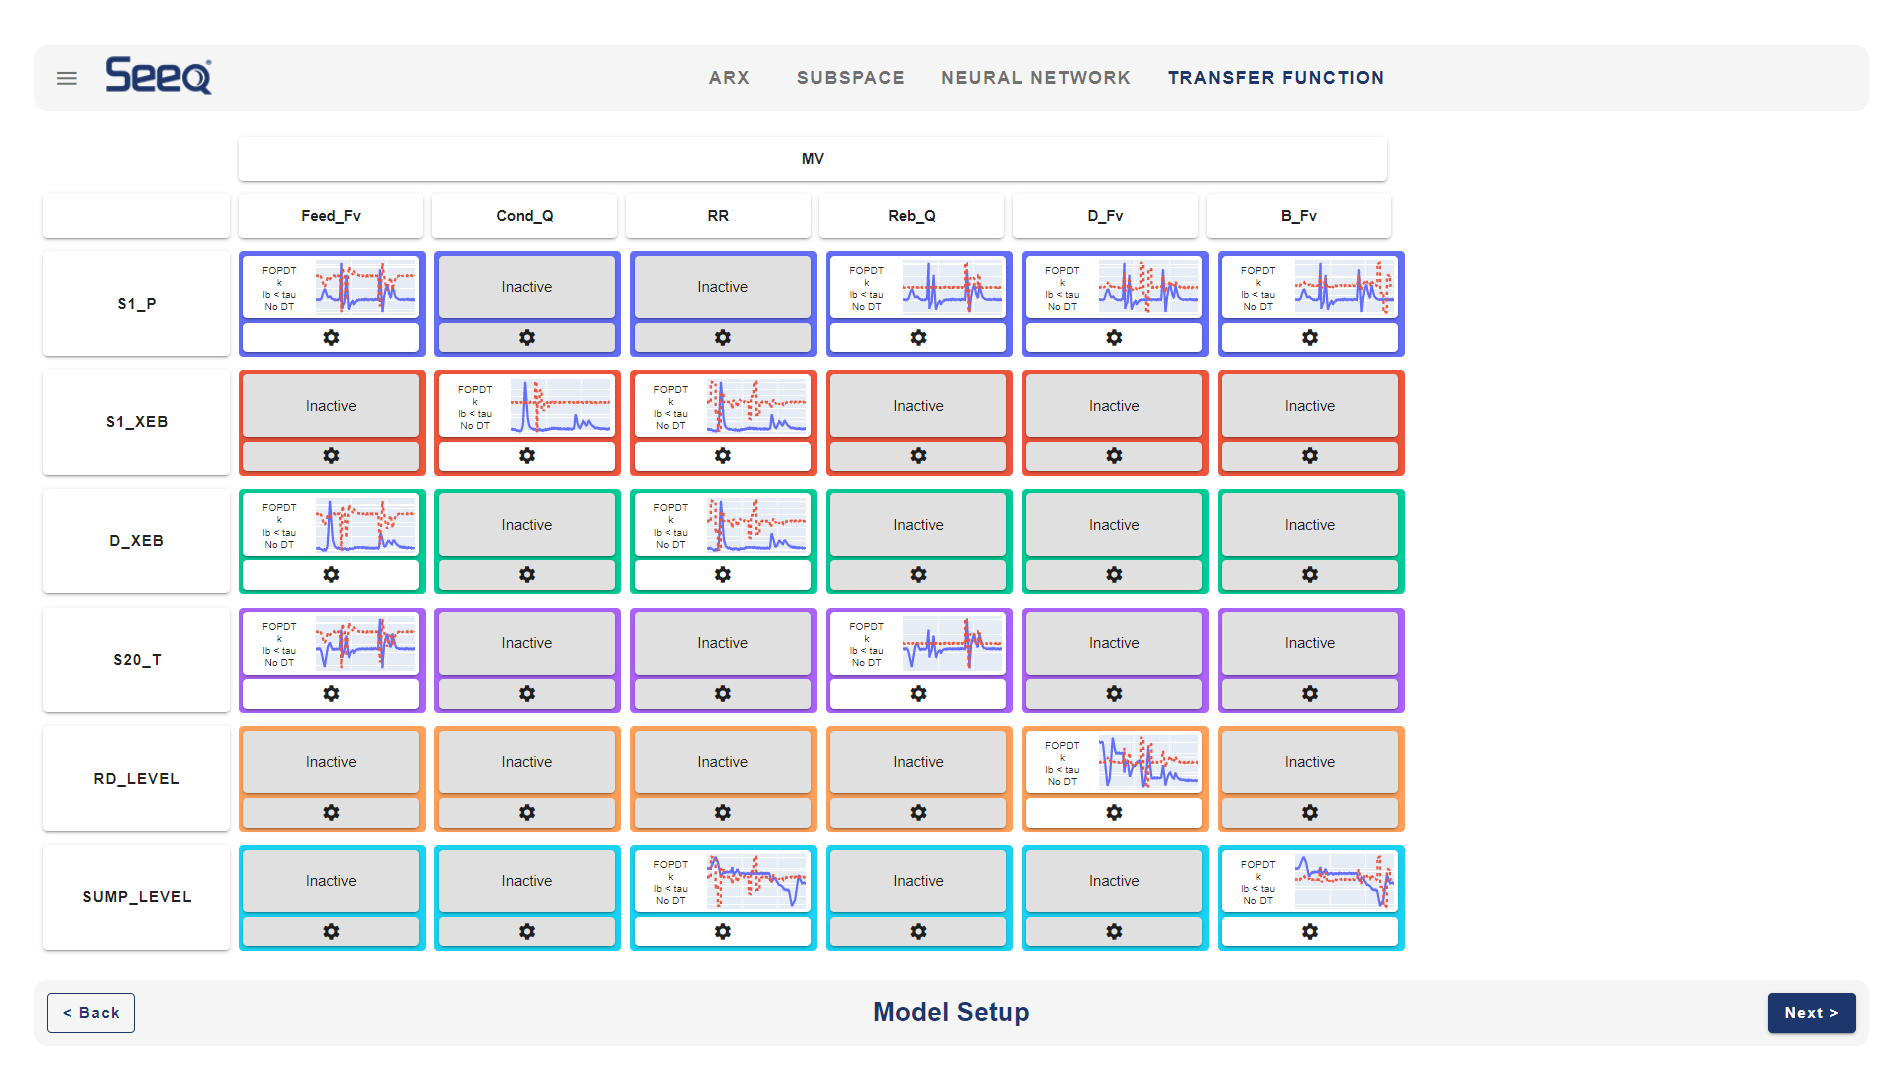 Seeq
ARX SUBSPACE NEURAL NETWORK TRANSFER FUNCTION
MV
Feed_Fv Cond_Q RR Reb_Q D_Fv B_Fv
S1_P
FOPDT
k
lb < tau
No DT
Inactive
Inactive
FOPDT
k
lb < tau
No DT
FOPDT
k
lb < tau
No DT
FOPDT
k
lb < tau
No DT
S1_XEB
Inactive
FOPDT
k
lb < tau
No DT
FOPDT
k
lb < tau
No DT
Inactive
Inactive
Inactive
D_XEB
FOPDT
k
lb < tau
No DT
Inactive
FOPDT
k
lb < tau
No DT
Inactive
Inactive
Inactive
S20_T
FOPDT
k
lb < tau
No DT
Inactive
Inactive
FOPDT
k
lb < tau
No DT
Inactive
Inactive
RD_LEVEL
Inactive
Inactive
Inactive
Inactive
FOPDT
k
lb < tau
No DT
Inactive
SUMP_LEVEL
Inactive
Inactive
FOPDT
k
lb < tau
No DT
Inactive
Inactive
FOPDT
k
lb < tau
No DT
< Back
Model Setup
Next >